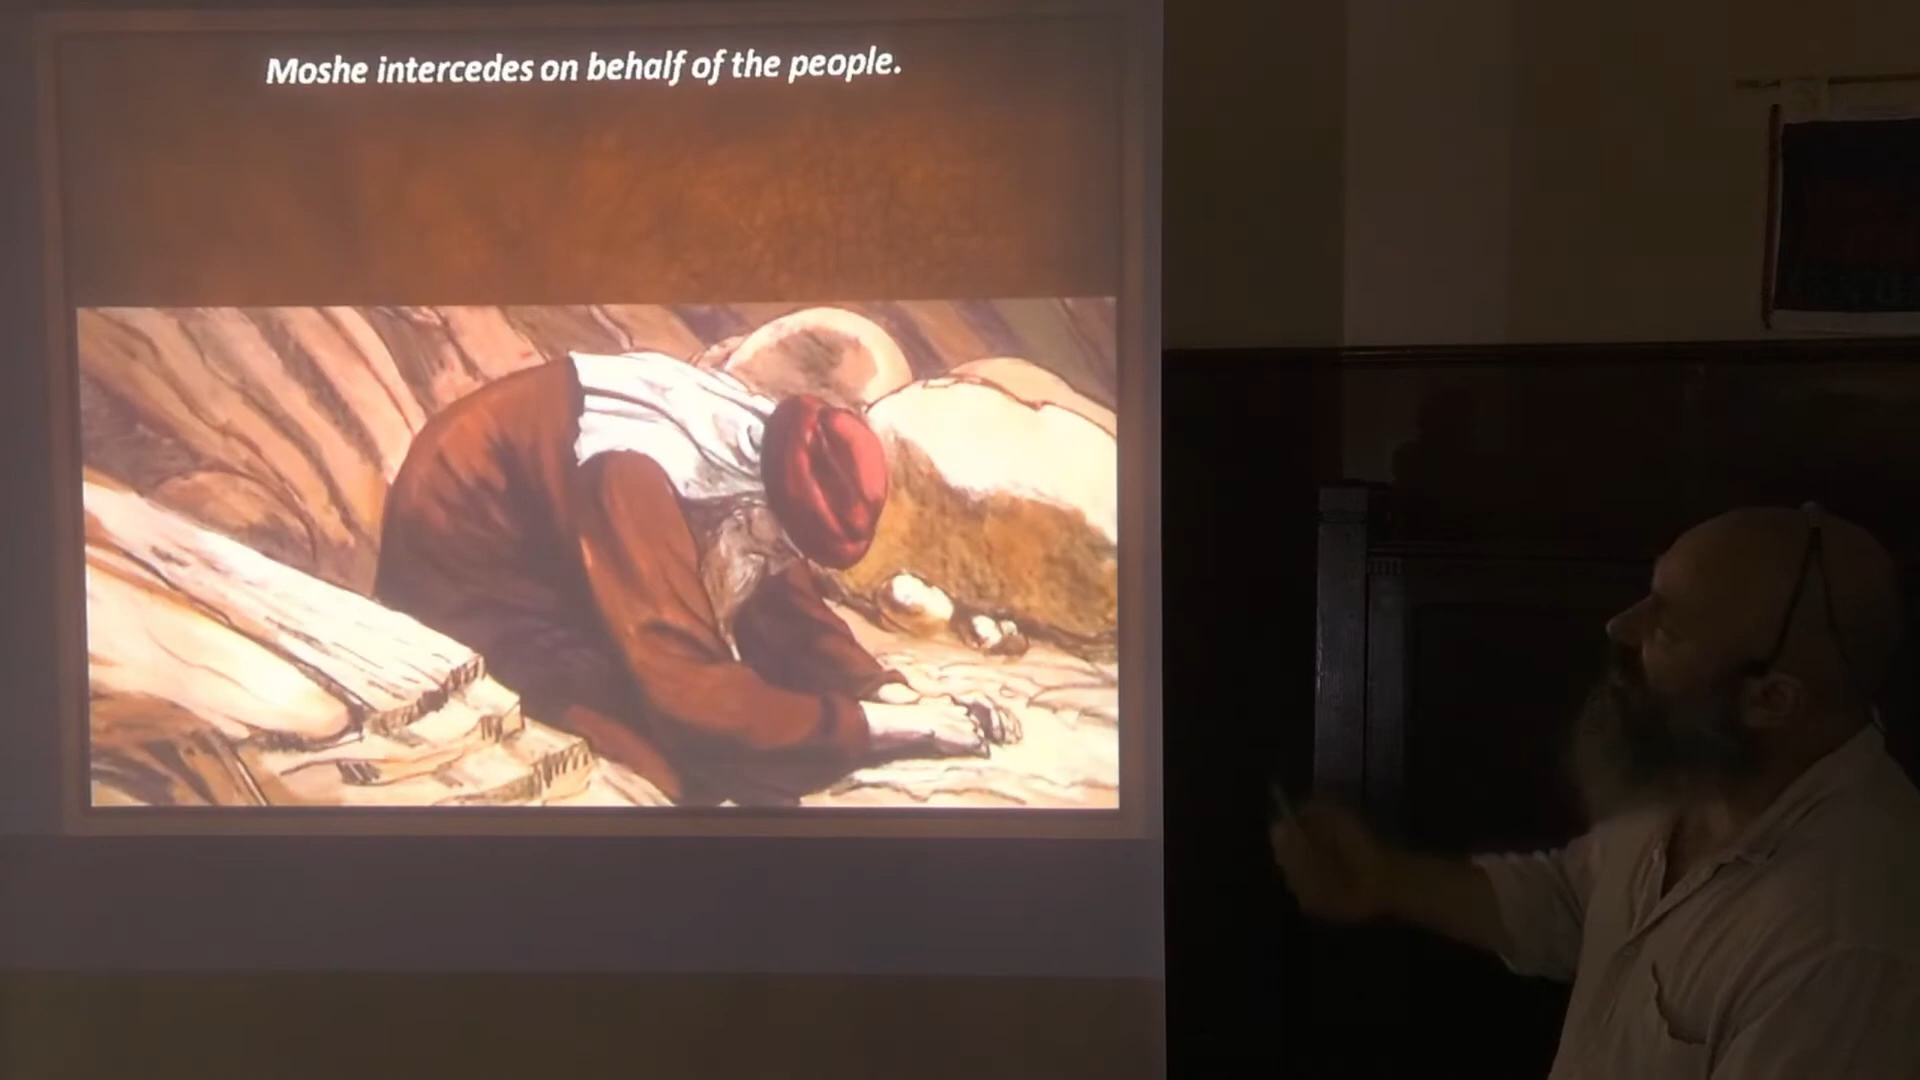 Moshe intercedes on behalf of the people.